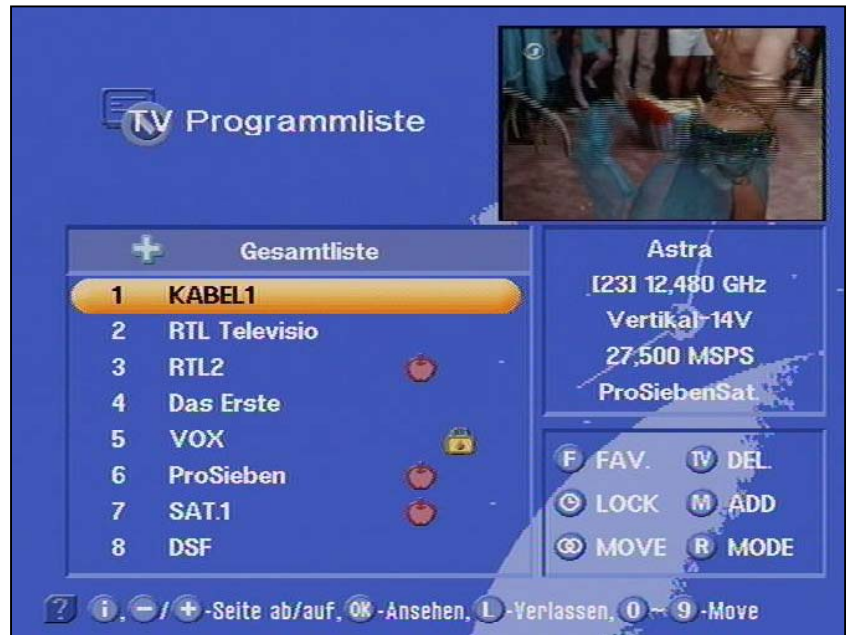 TV Programmliste
Gesamtliste
1 KABEL1
2 RTL Televisio
3 RTL2
4 Das Erste
5 VOX
6 ProSieben
7 SAT.1
8 DSF
Astra
[23] 12,480 GHz
Vertikal-14V
27,500 MSPS
ProSiebenSat.
F FAV. TV DEL.
LOCK M ADD
MOVE R MODE
? i, -/+ -Seite ab/auf, OK -Ansehen, L -Verlassen, 0 ~ 9 -Move